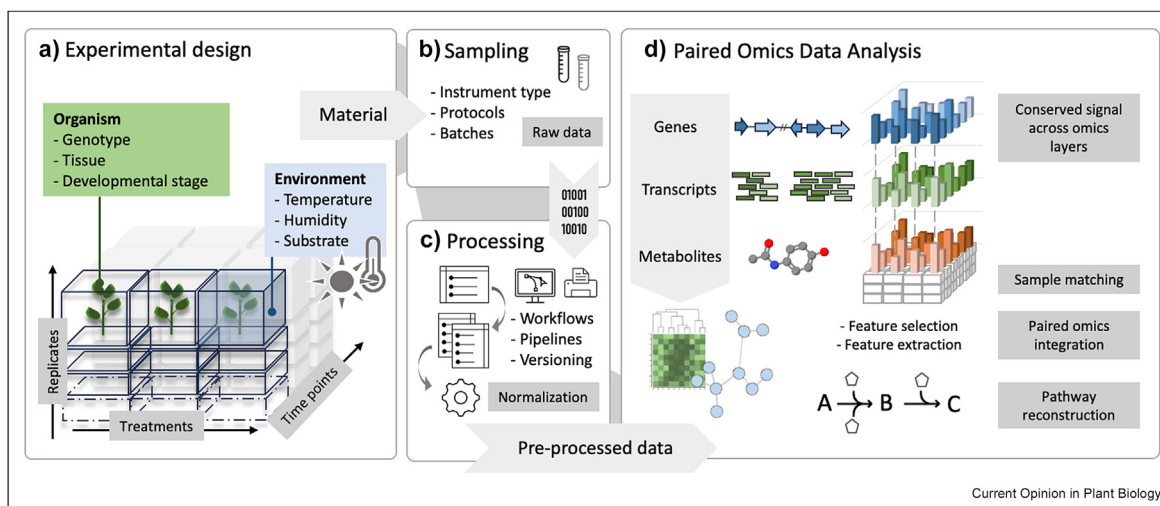 a) Experimental design
Organism
- Genotype
- Tissue
- Developmental stage
Environment
- Temperature
- Humidity
- Substrate
Replicates
Treatments
Time points
Material
b) Sampling
- Instrument type
- Protocols
- Batches
Raw data
01001
00100
10010
c) Processing
- Workflows
- Pipelines
- Versioning
Normalization
Pre-processed data
d) Paired Omics Data Analysis
Genes
Transcripts
Metabolites
Conserved signal
across omics
layers
Sample matching
- Feature selection
- Feature extraction
Paired omics
integration
A B C
Pathway
reconstruction
Current Opinion in Plant Biology